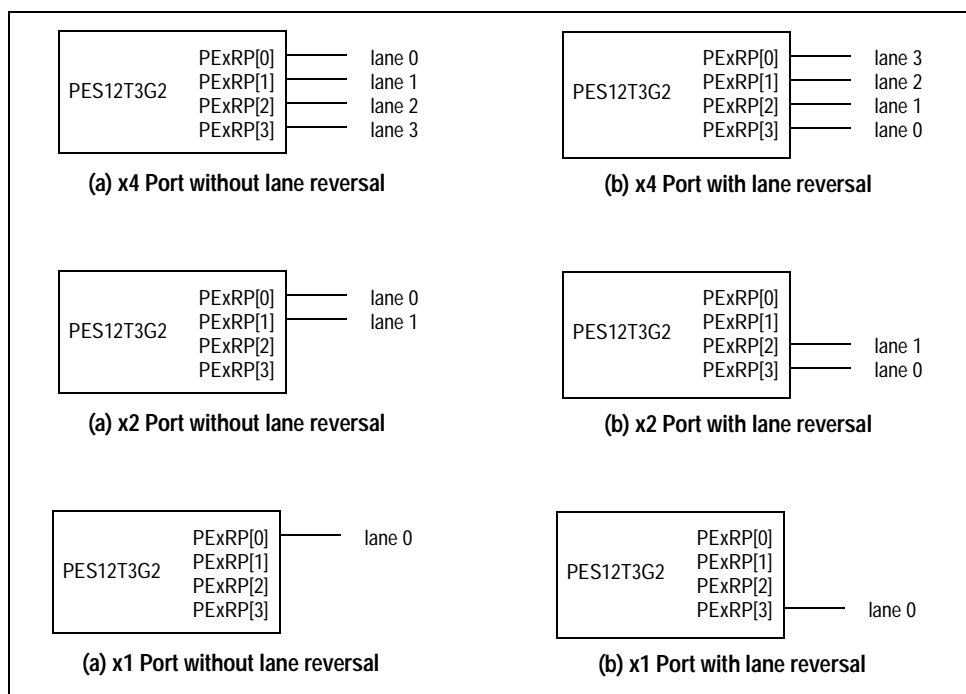 PES12T3G2
PExRP[0] lane 0
PExRP[1] lane 1
PExRP[2] lane 2
PExRP[3] lane 3
(a) x4 Port without lane reversal
PES12T3G2
PExRP[0] lane 3
PExRP[1] lane 2
PExRP[2] lane 1
PExRP[3] lane 0
(b) x4 Port with lane reversal
PES12T3G2
PExRP[0] lane 0
PExRP[1] lane 1
PExRP[2]
PExRP[3]
(a) x2 Port without lane reversal
PES12T3G2
PExRP[0]
PExRP[1]
PExRP[2] lane 1
PExRP[3] lane 0
(b) x2 Port with lane reversal
PES12T3G2
PExRP[0] lane 0
PExRP[1]
PExRP[2]
PExRP[3]
(a) x1 Port without lane reversal
PES12T3G2
PExRP[0]
PExRP[1]
PExRP[2]
PExRP[3] lane 0
(b) x1 Port with lane reversal